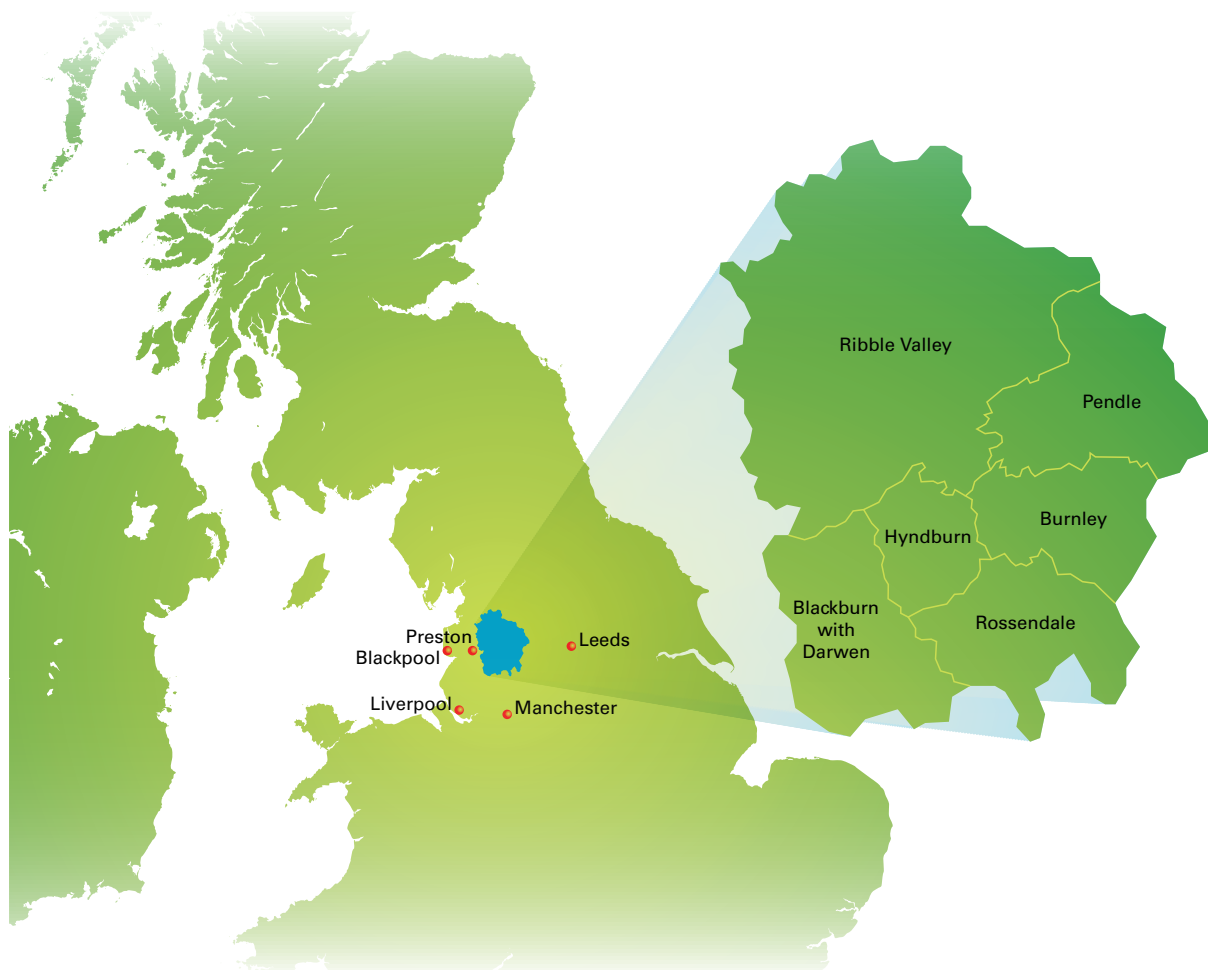 Ribble Valley
Pendle
Burnley
Hyndburn
Blackburn
with
Darwen
Rossendale
Preston
Blackpool
Leeds
Liverpool
Manchester